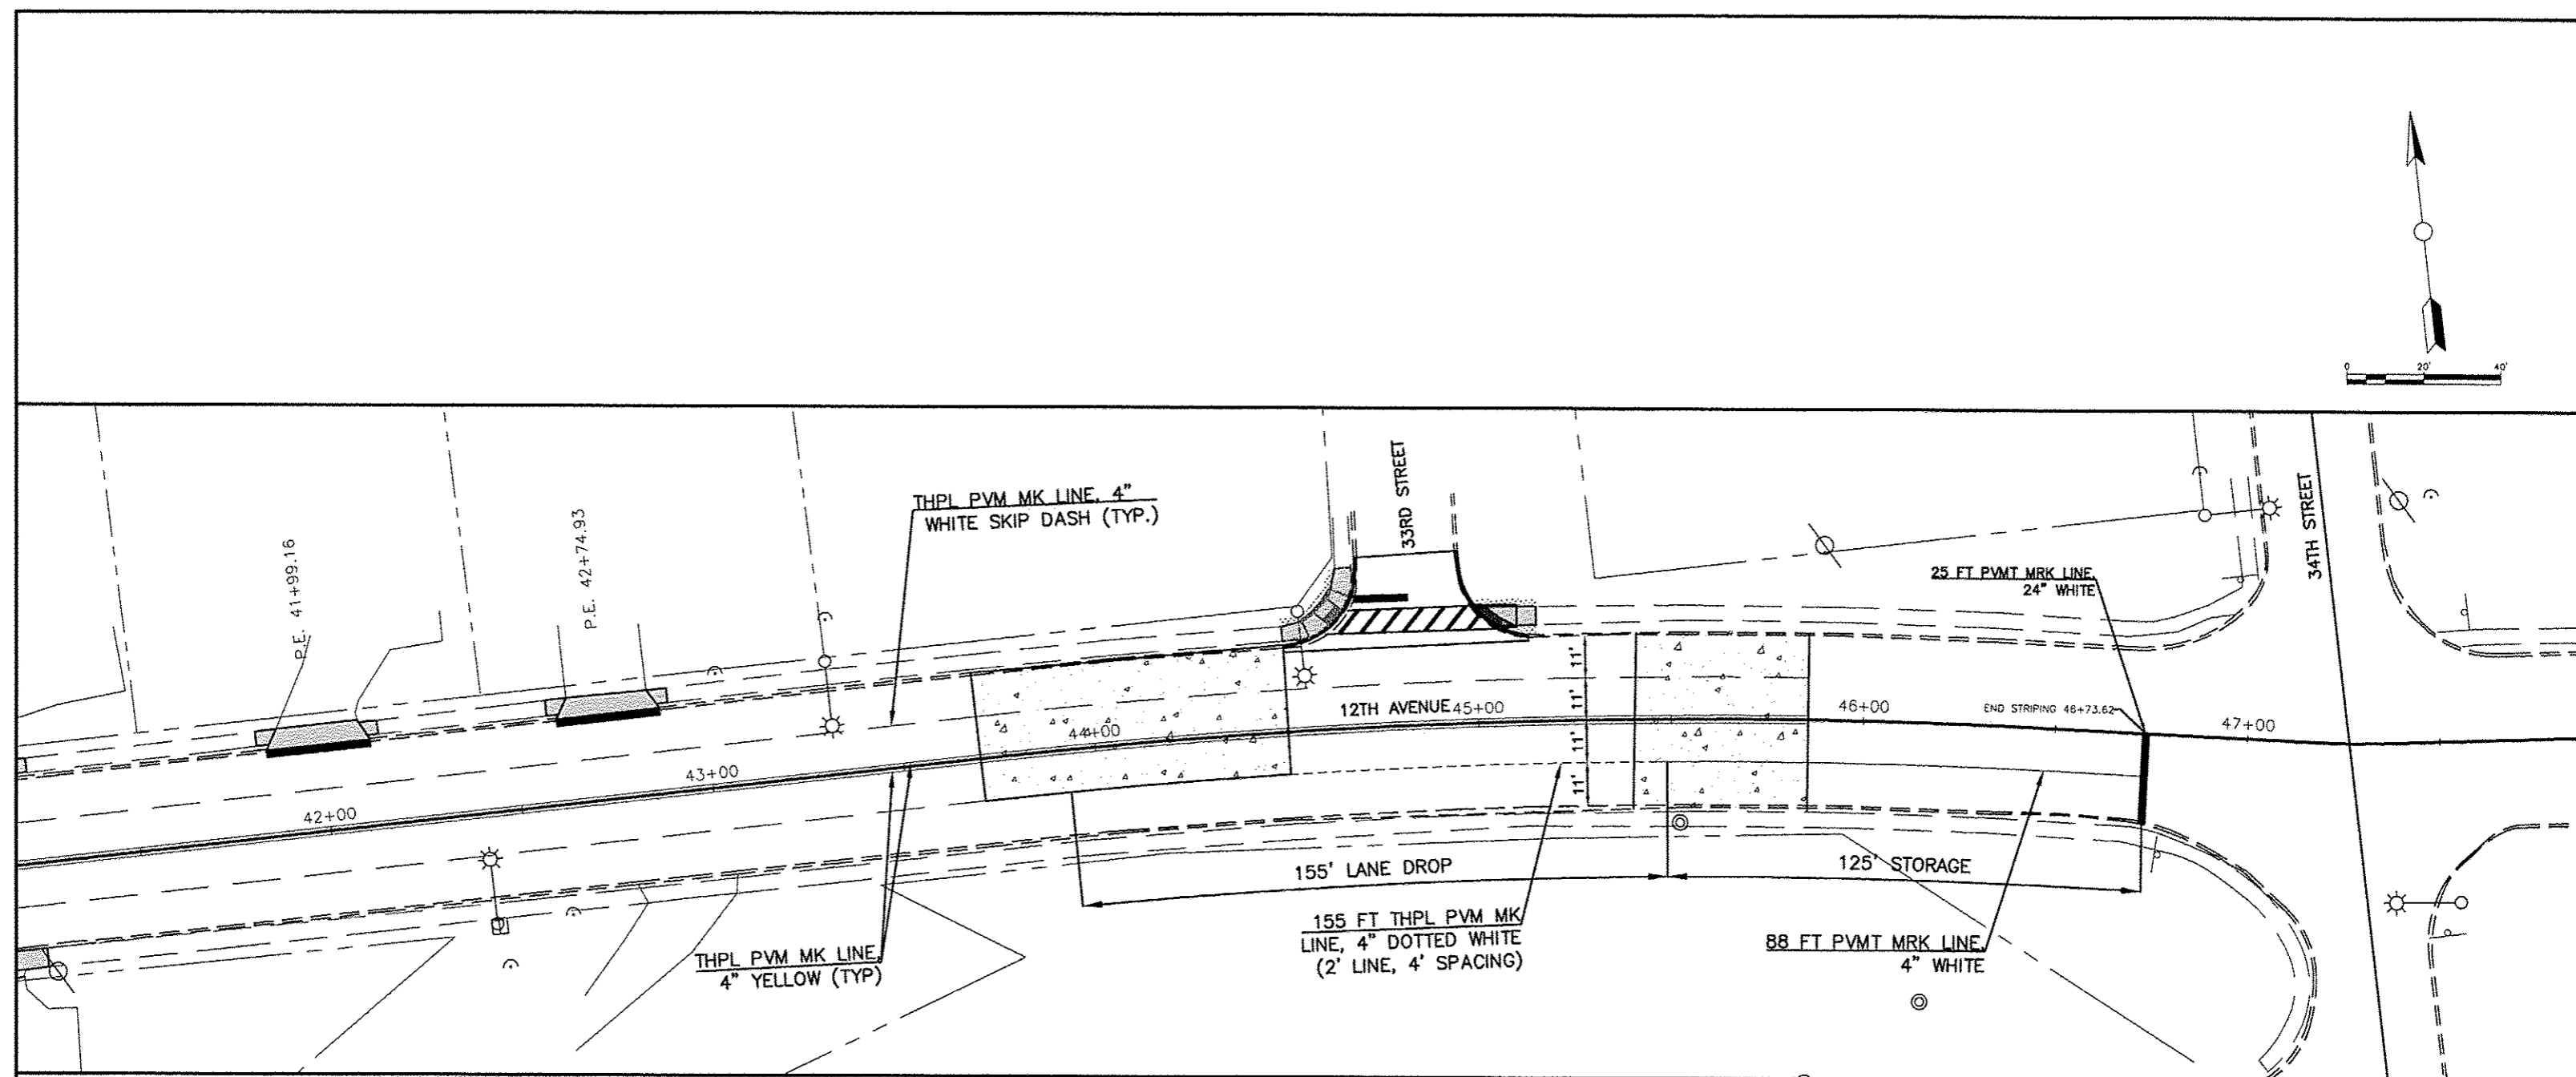 0 20' 40'
33RD STREET
34TH STREET
THPL PVM MK LINE, 4"
WHITE SKIP DASH (TYP.)
P.E. 41+99.16
P.E. 42+74.93
25 FT PVMT MRK LINE,
24" WHITE
11'
11'
11'
11'
12TH AVENUE
42+00
43+00
44+00
45+00
46+00
END STRIPING 46+73.62
47+00
155' LANE DROP
125' STORAGE
THPL PVM MK LINE,
4" YELLOW (TYP)
155 FT THPL PVM MK
LINE, 4" DOTTED WHITE
(2' LINE, 4' SPACING)
88 FT PVMT MRK LINE,
4" WHITE